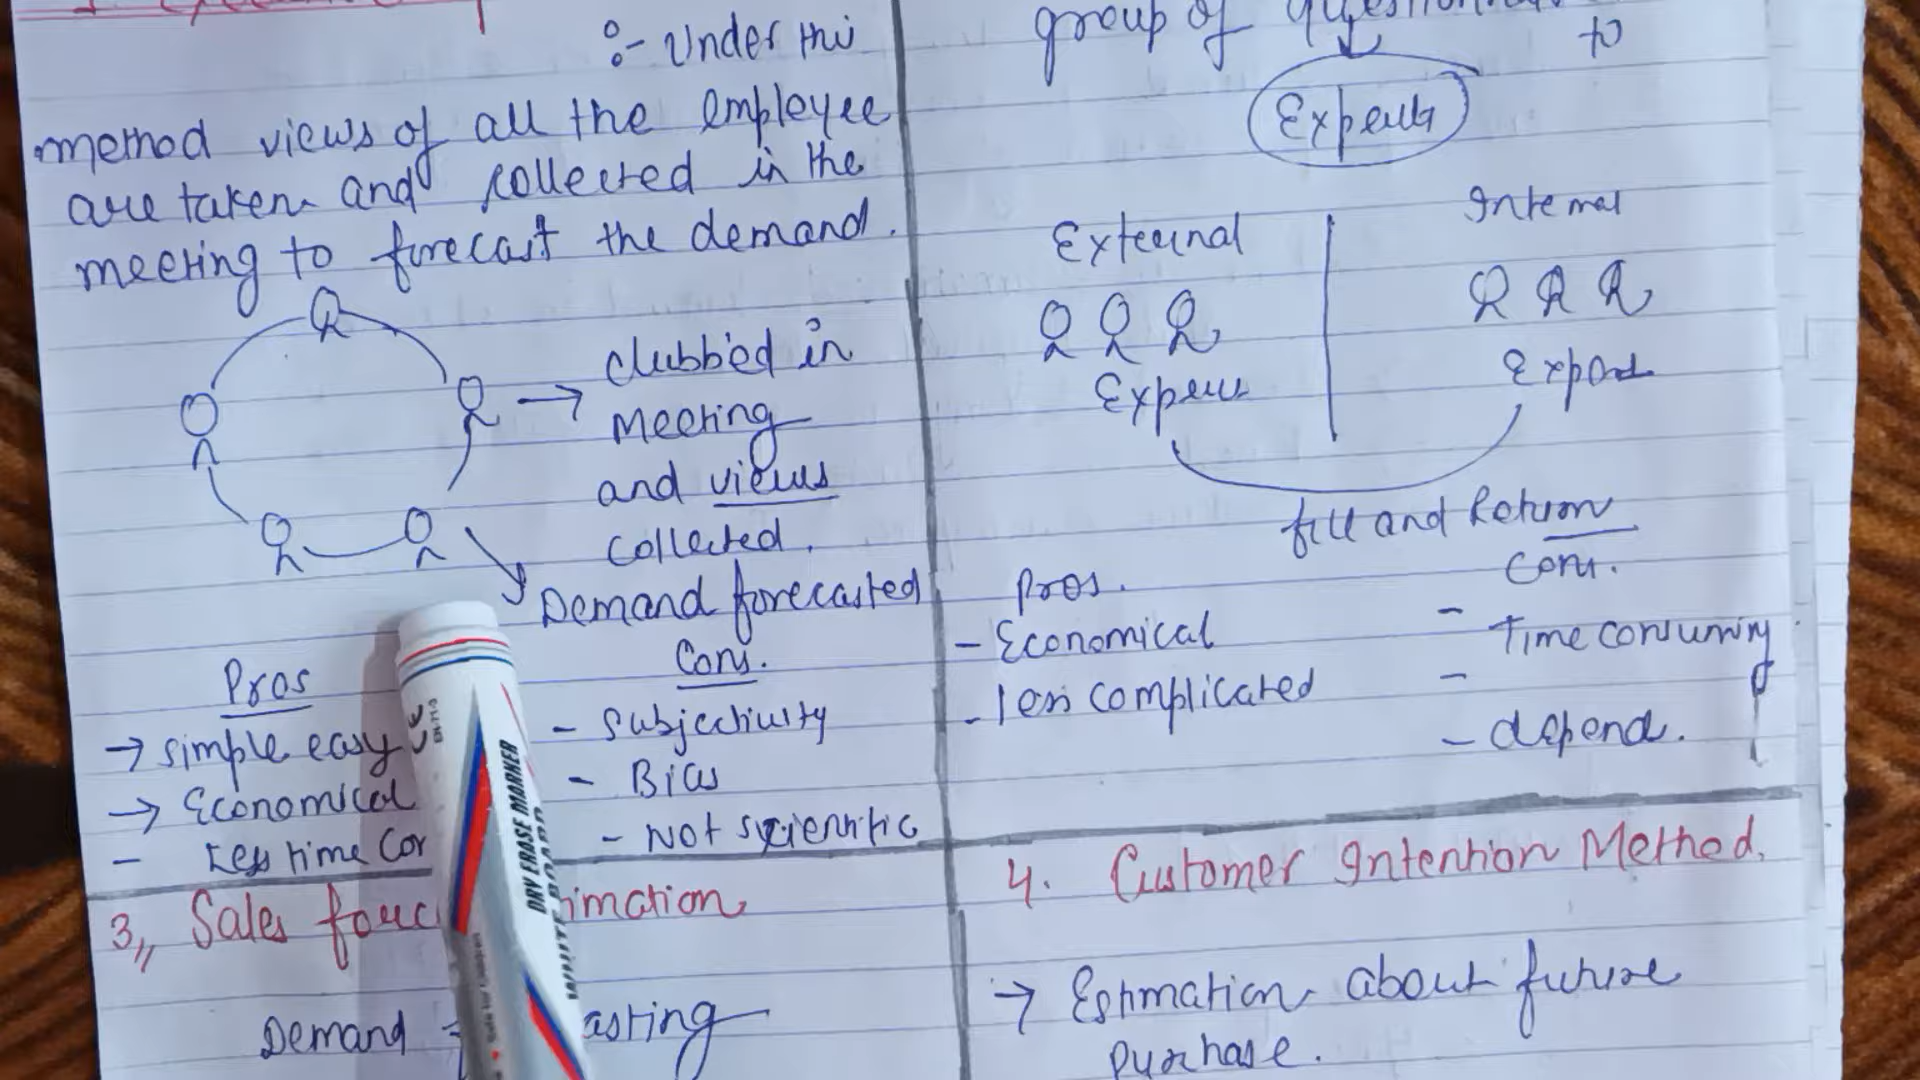 :- Under this
method views of all the employee
are taken and collected in the
meeting to forecast the demand.
→ clubbed in
meeting
and views
collected.
Demand forecasted
Pros
→ simple easy
→ Economical
- Less time
Cons.
- Subjectivity
- Bias
- Not scientific
3,, Sales
Demand
group of
to
Experts
External
Internal
Experts
Expert
fill and Return
Pros.
- Economical
- less complicated
Cons.
- Time consuming
-
- depend.
4. Customer Intention Method.
→ Estimation about future
purchase.
DRY ERASE MARKER